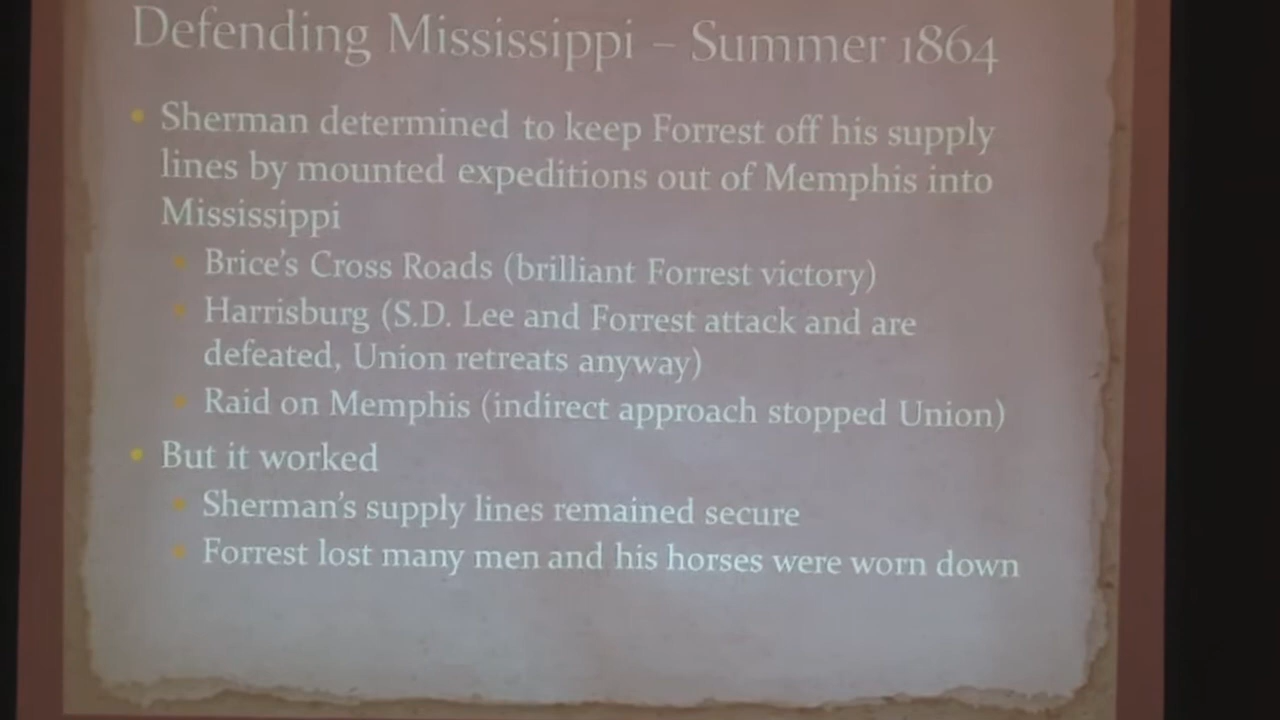 Defending Mississippi – Summer 1864
• Sherman determined to keep Forrest off his supply
lines by mounted expeditions out of Memphis into
Mississippi
• Brice's Cross Roads (brilliant Forrest victory)
• Harrisburg (S.D. Lee and Forrest attack and are
defeated, Union retreats anyway)
• Raid on Memphis (indirect approach stopped Union)
• But it worked
• Sherman's supply lines remained secure
• Forrest lost many men and his horses were worn down